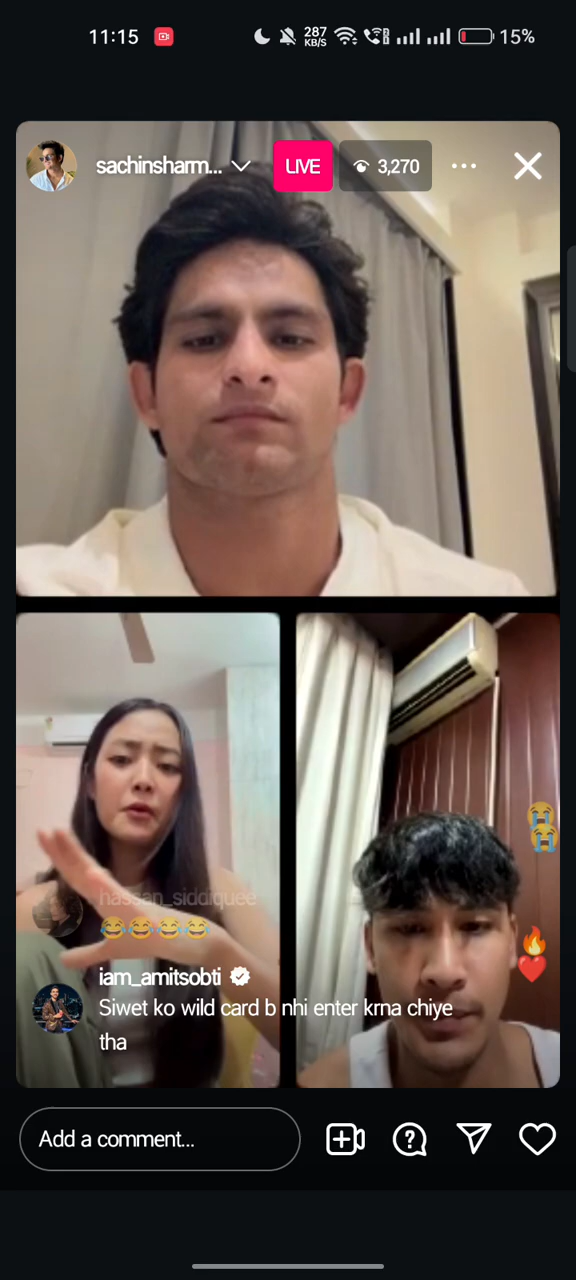 11:15
287
KB/S
15%
sachinsharm...
LIVE
3,270
hassan_siddiquee
😂😂😂😂
iam_amitsobti
Siwet ko wild card b nhi enter krna chiye
tha
Add a comment...